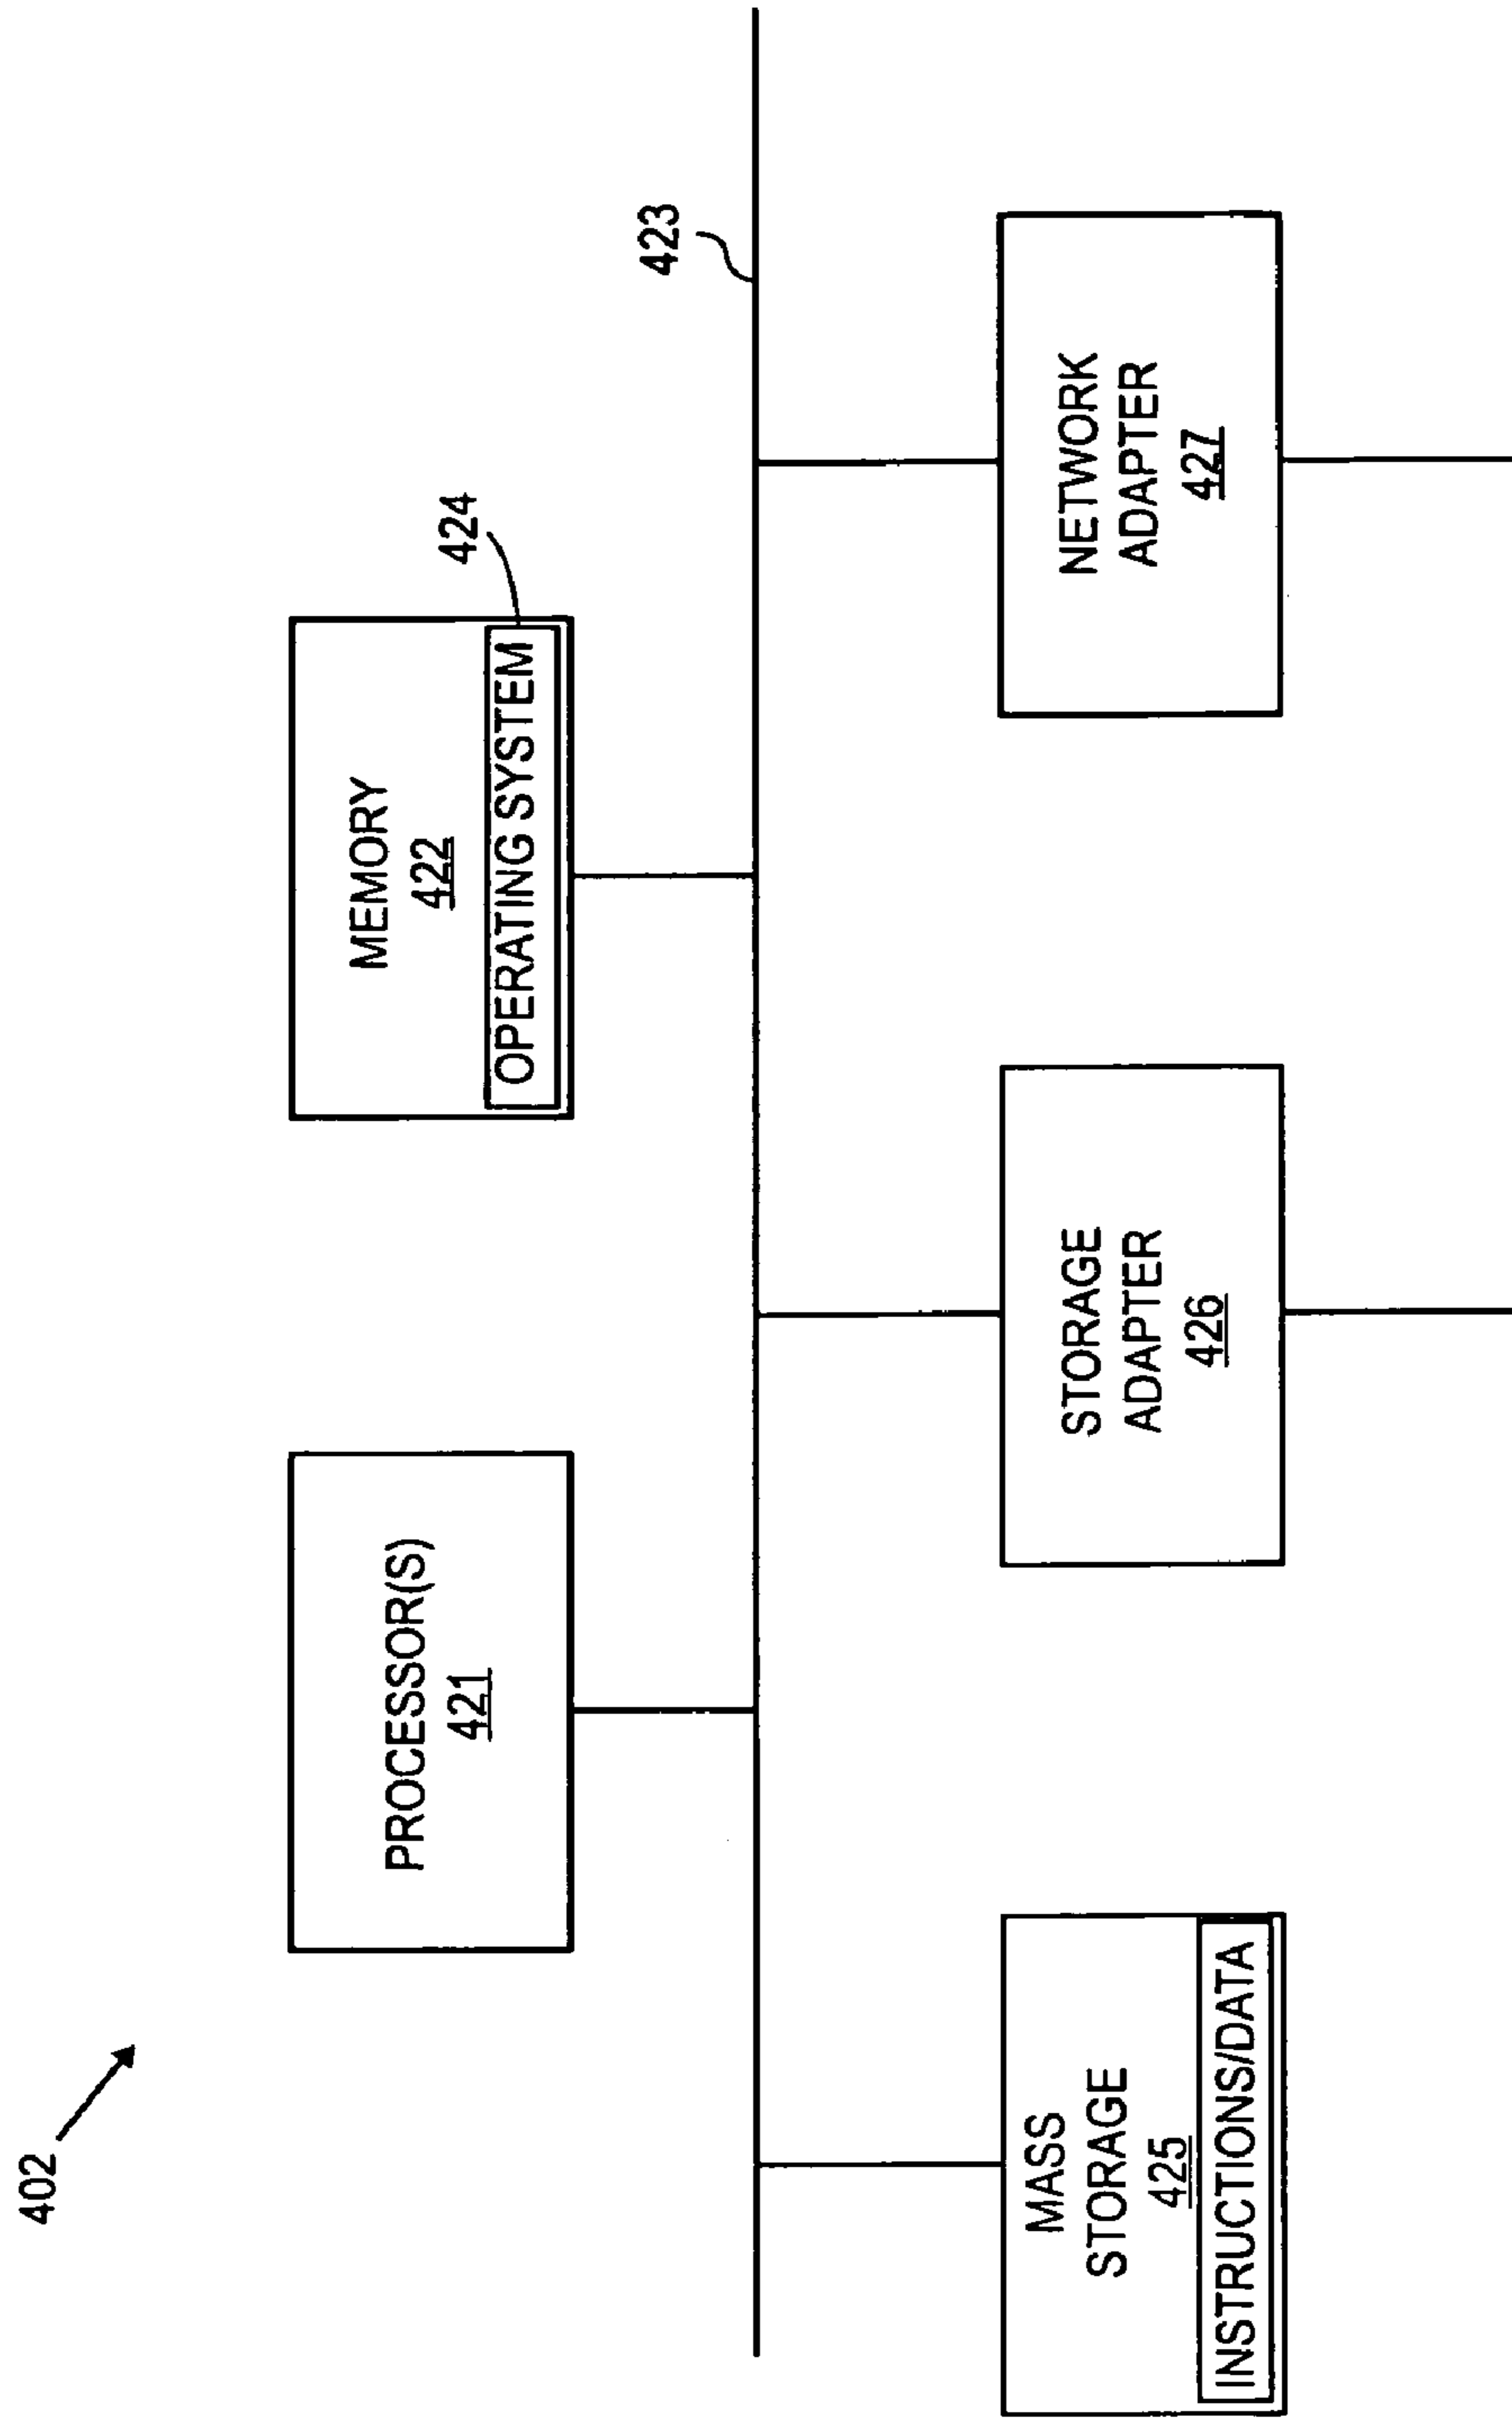 402
PROCESSOR(S)
421
MEMORY
422
OPERATING SYSTEM
424
423
MASS
STORAGE
425
INSTRUCTIONS/DATA
STORAGE
ADAPTER
426
NETWORK
ADAPTER
427